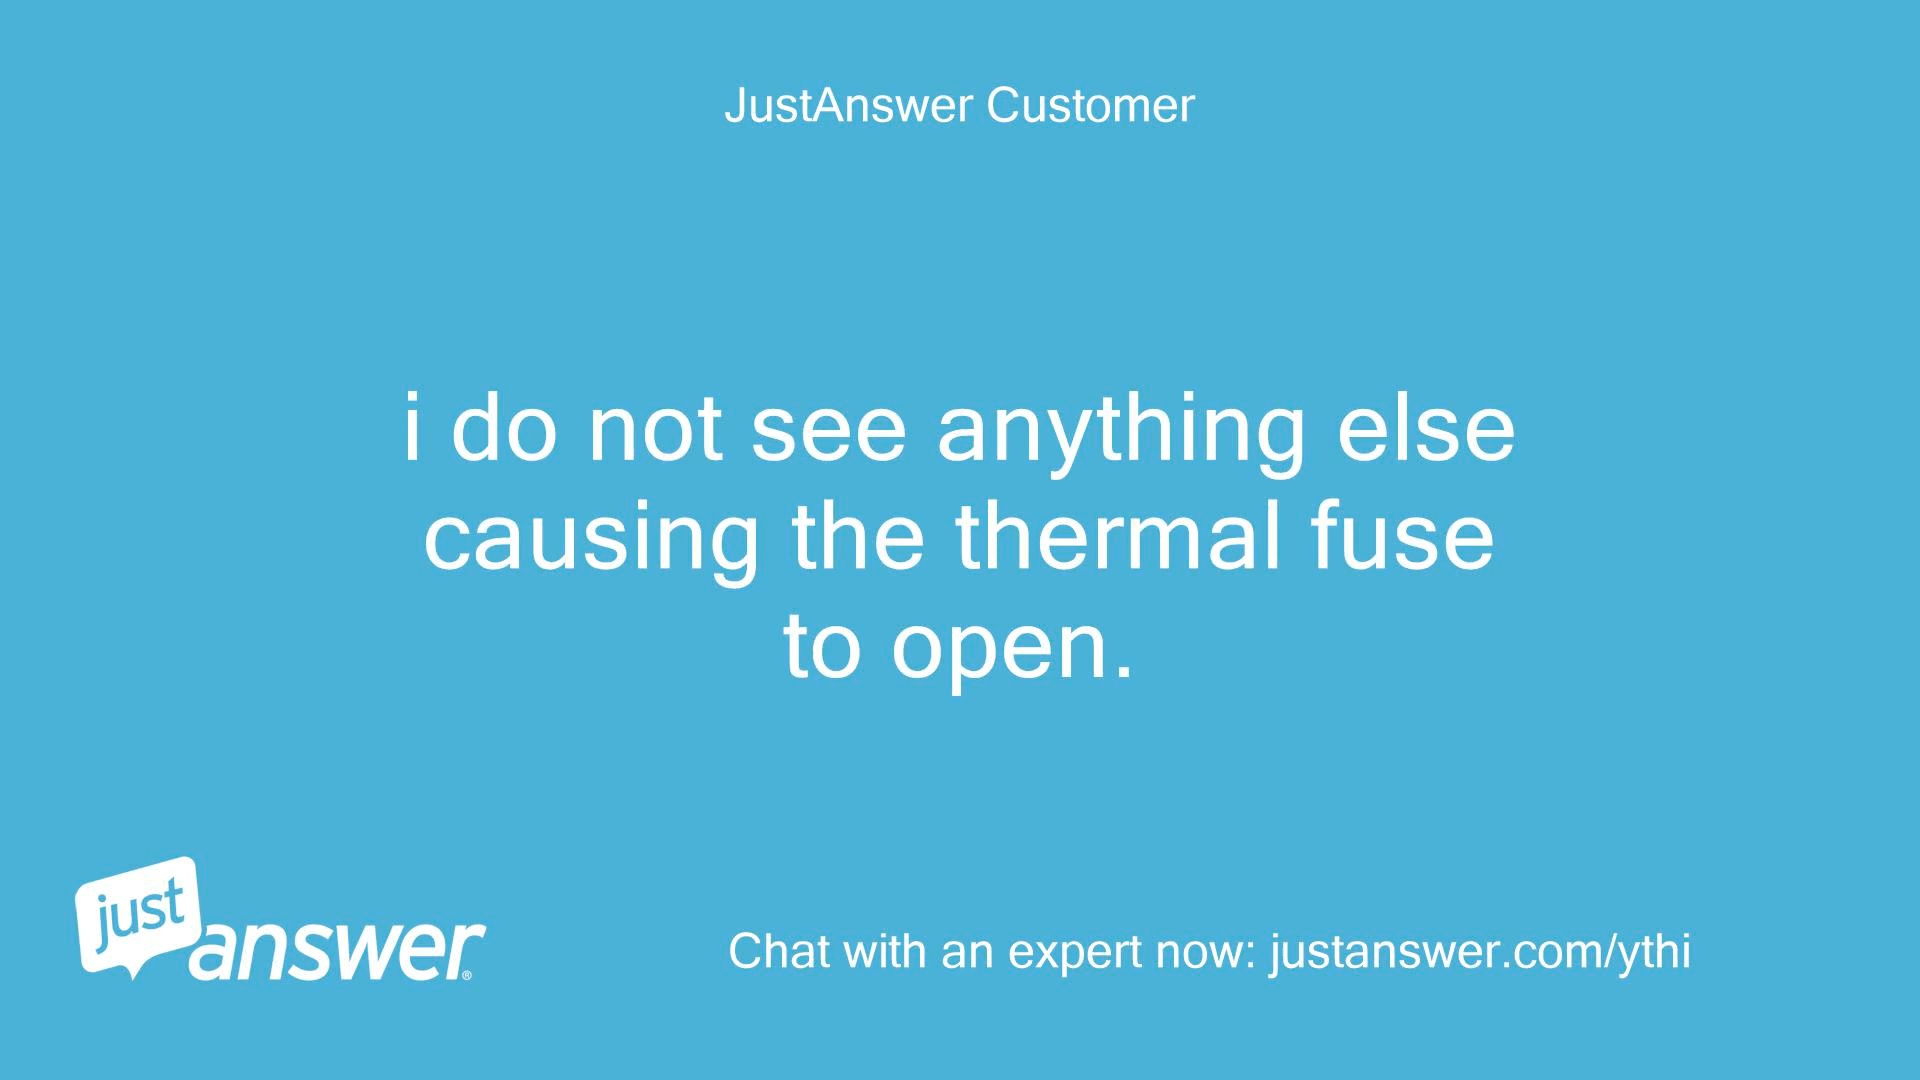 JustAnswer Customer
i do not see anything else
causing the thermal fuse
to open.
just
answer®
Chat with an expert now: justanswer.com/ythi